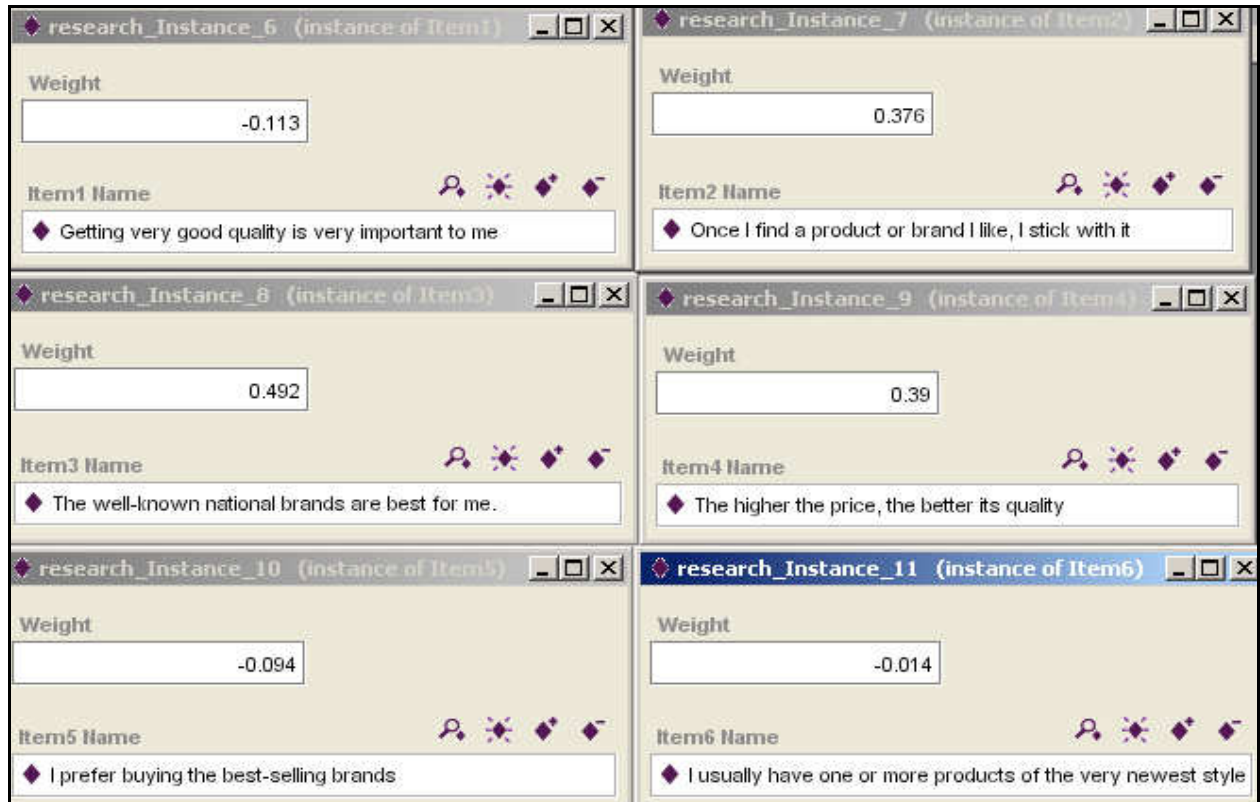 research_Instance_6 (instance of Item1)
Weight
-0.113
Item1 Name
Getting very good quality is very important to me
research_Instance_7 (instance of Item2)
Weight
0.376
Item2 Name
Once I find a product or brand I like, I stick with it
research_Instance_8 (instance of Item3)
Weight
0.492
Item3 Name
The well-known national brands are best for me.
research_Instance_9 (instance of Item4)
Weight
0.39
Item4 Name
The higher the price, the better its quality
research_Instance_10 (instance of Item5)
Weight
-0.094
Item5 Name
I prefer buying the best-selling brands
research_Instance_11 (instance of Item6)
Weight
-0.014
Item6 Name
I usually have one or more products of the very newest style